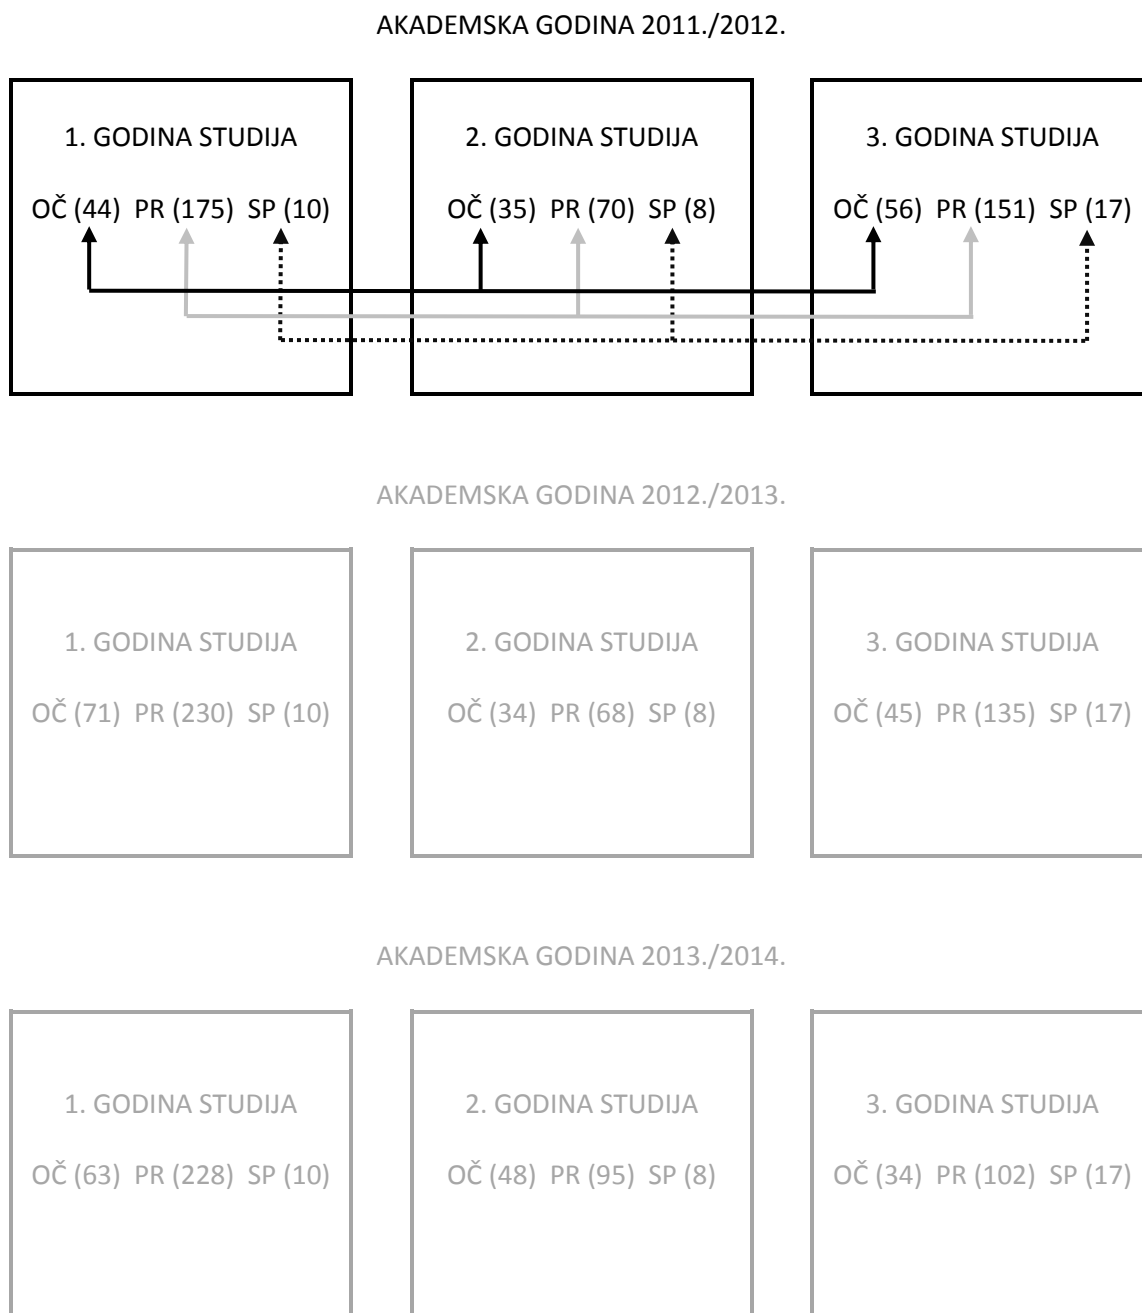 AKADEMSKA GODINA 2011./2012.
1. GODINA STUDIJA
OČ (44) PR (175) SP (10)
2. GODINA STUDIJA
OČ (35) PR (70) SP (8)
3. GODINA STUDIJA
OČ (56) PR (151) SP (17)
AKADEMSKA GODINA 2012./2013.
1. GODINA STUDIJA
OČ (71) PR (230) SP (10)
2. GODINA STUDIJA
OČ (34) PR (68) SP (8)
3. GODINA STUDIJA
OČ (45) PR (135) SP (17)
AKADEMSKA GODINA 2013./2014.
1. GODINA STUDIJA
OČ (63) PR (228) SP (10)
2. GODINA STUDIJA
OČ (48) PR (95) SP (8)
3. GODINA STUDIJA
OČ (34) PR (102) SP (17)